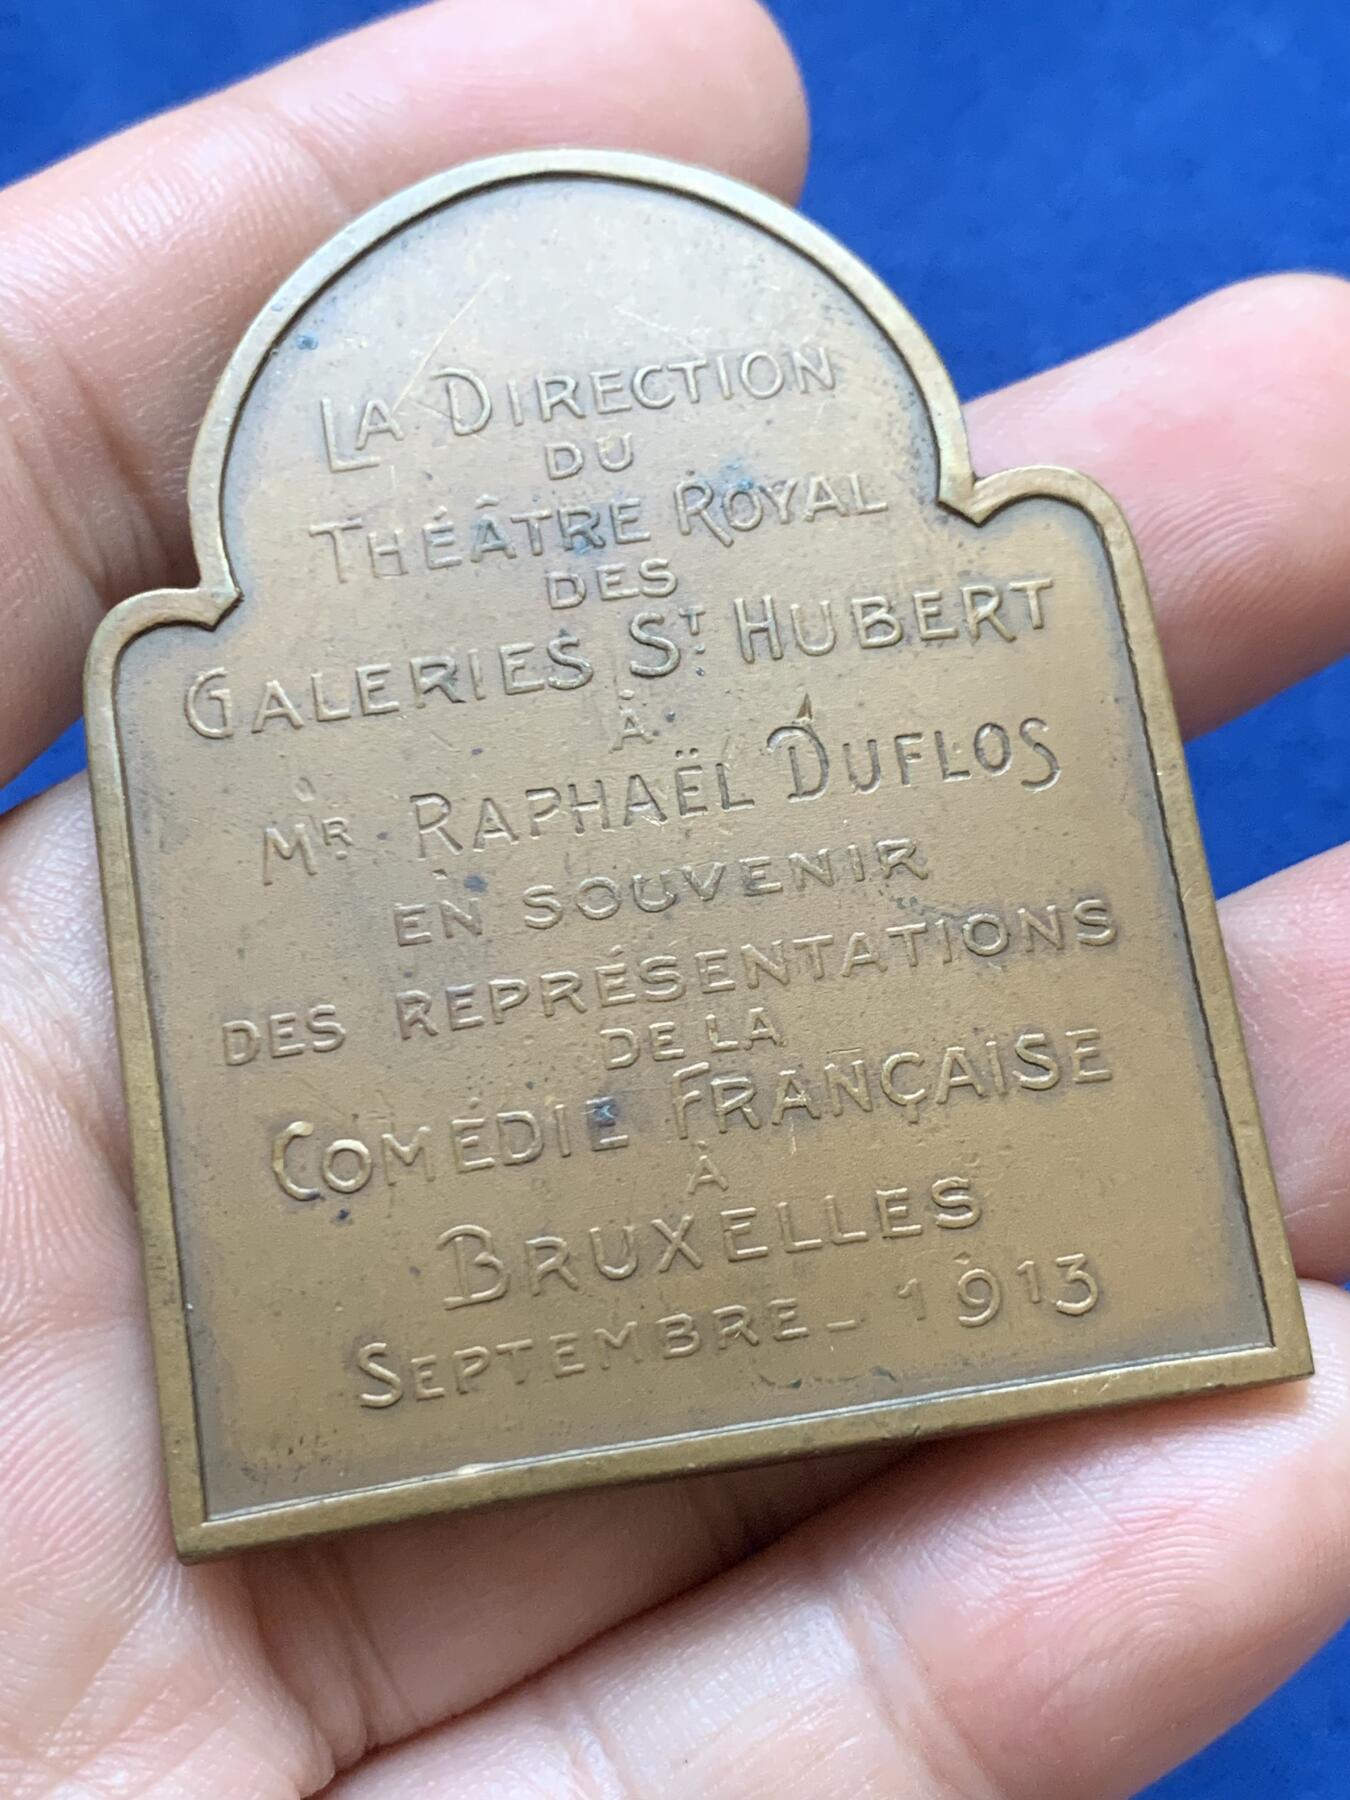 LA DIRECTION
DU
THÉÂTRE ROYAL
DES
GALERIES ST HUBERT
À
MR RAPHAËL DUFLOS
EN SOUVENIR
DES REPRÉSENTATIONS
DE LA
COMÉDIE FRANÇAISE
À
BRUXELLES
SEPTEMBRE - 1913